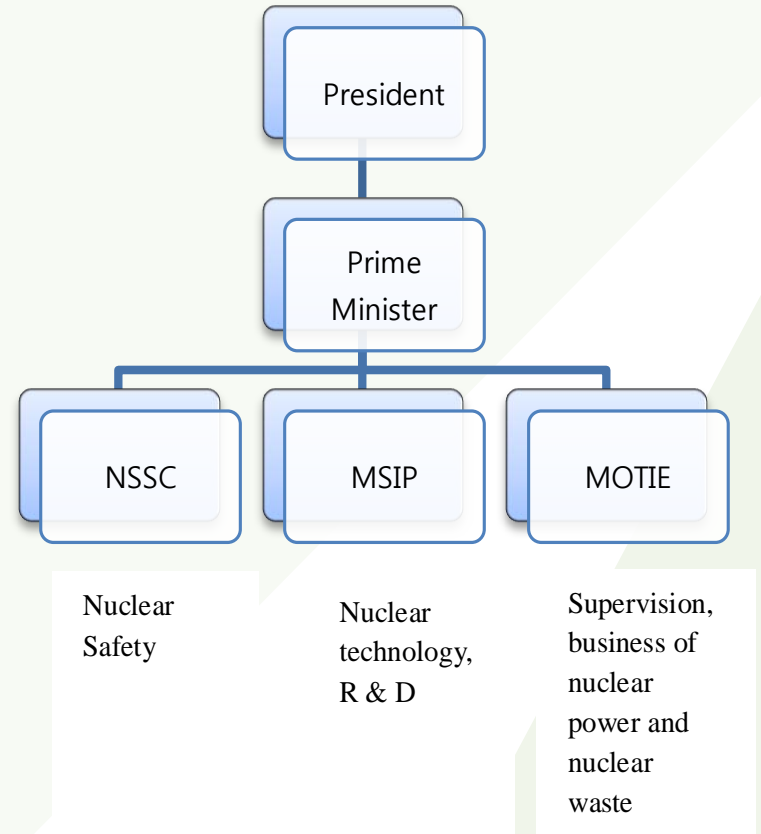 President
Prime
Minister
NSSC
MSIP
MOTIE
Nuclear
Safety
Nuclear
technology,
R & D
Supervision,
business of
nuclear
power and
nuclear
waste